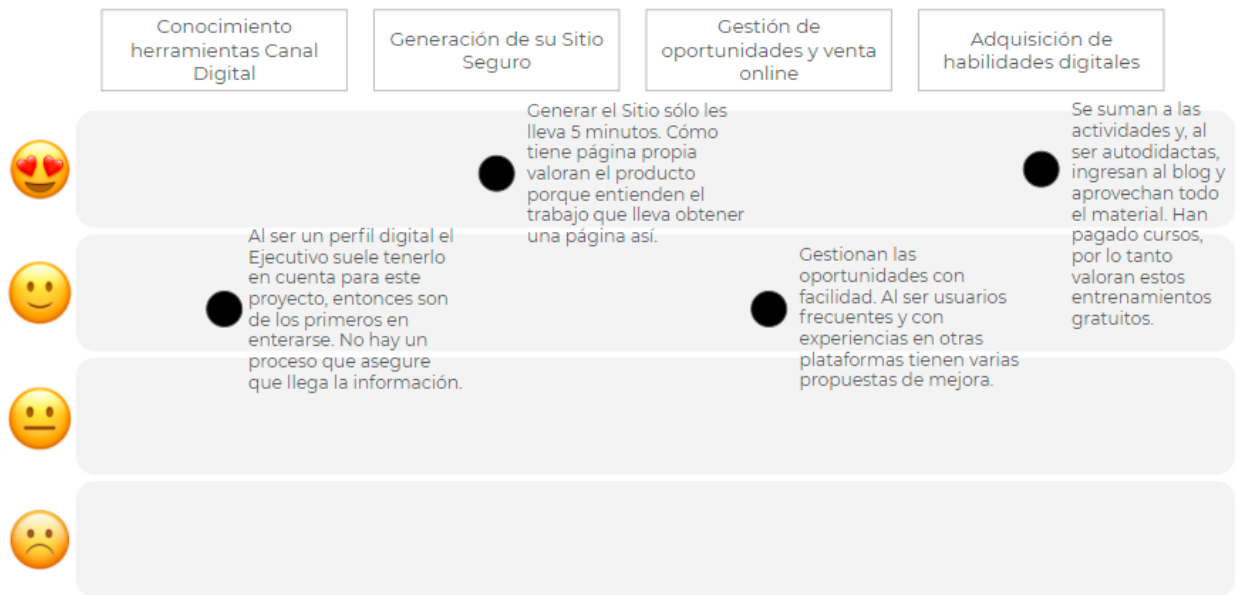 Conocimiento
herramientas Canal
Digital
Generación de su Sitio
Seguro
Gestión de
oportunidades y venta
online
Adquisición de
habilidades digitales
Generar el Sitio sólo les
lleva 5 minutos. Cómo
tiene página propia
valoran el producto
porque entienden el
trabajo que lleva obtener
una página así.
Se suman a las
actividades y, al
ser autodidactas,
ingresan al blog y
aprovechan todo
el material. Han
pagado cursos,
por lo tanto
valoran estos
entrenamientos
gratuitos.
Al ser un perfil digital el
Ejecutivo suele tenerlo
en cuenta para este
proyecto, entonces son
de los primeros en
enterarse. No hay un
proceso que asegure
que llega la información.
Gestionan las
oportunidades con
facilidad. Al ser usuarios
frecuentes y con
experiencias en otras
plataformas tienen varias
propuestas de mejora.